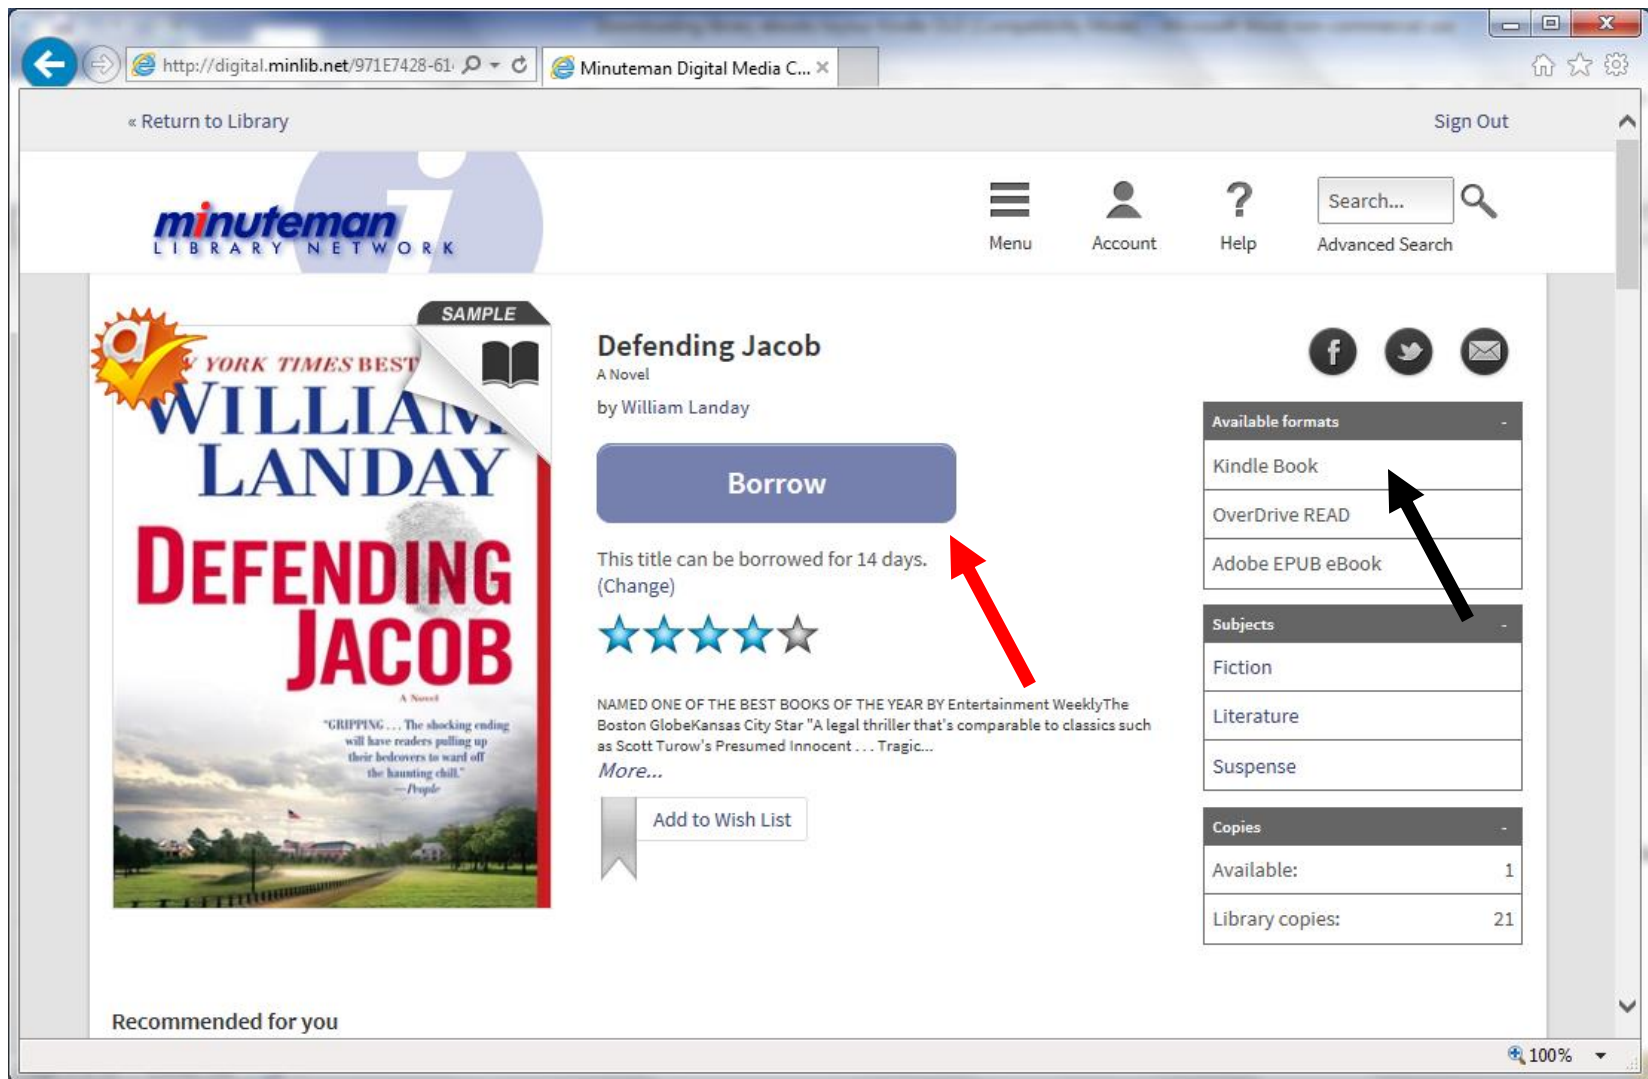 http://digital.minlib.net/971E7428-61
Minuteman Digital Media C...
« Return to Library
Sign Out
minuteman
LIBRARY NETWORK
Menu
Account
?
Help
Search...
Advanced Search
SAMPLE
YORK TIMES BEST
WILLIAM
LANDAY
DEFENDING
JACOB
A Novel
"GRIPPING . . . The shocking ending
will have readers pulling up
their bedcovers to ward off
the haunting chill."
—People
Defending Jacob
A Novel
by William Landay
Borrow
This title can be borrowed for 14 days.
(Change)
NAMED ONE OF THE BEST BOOKS OF THE YEAR BY Entertainment WeeklyThe
Boston GlobeKansas City Star "A legal thriller that's comparable to classics such
as Scott Turow's Presumed Innocent . . . Tragic...
More...
Add to Wish List
Available formats -
Kindle Book
OverDrive READ
Adobe EPUB eBook
Subjects -
Fiction
Literature
Suspense
Copies -
Available: 1
Library copies: 21
Recommended for you
100%